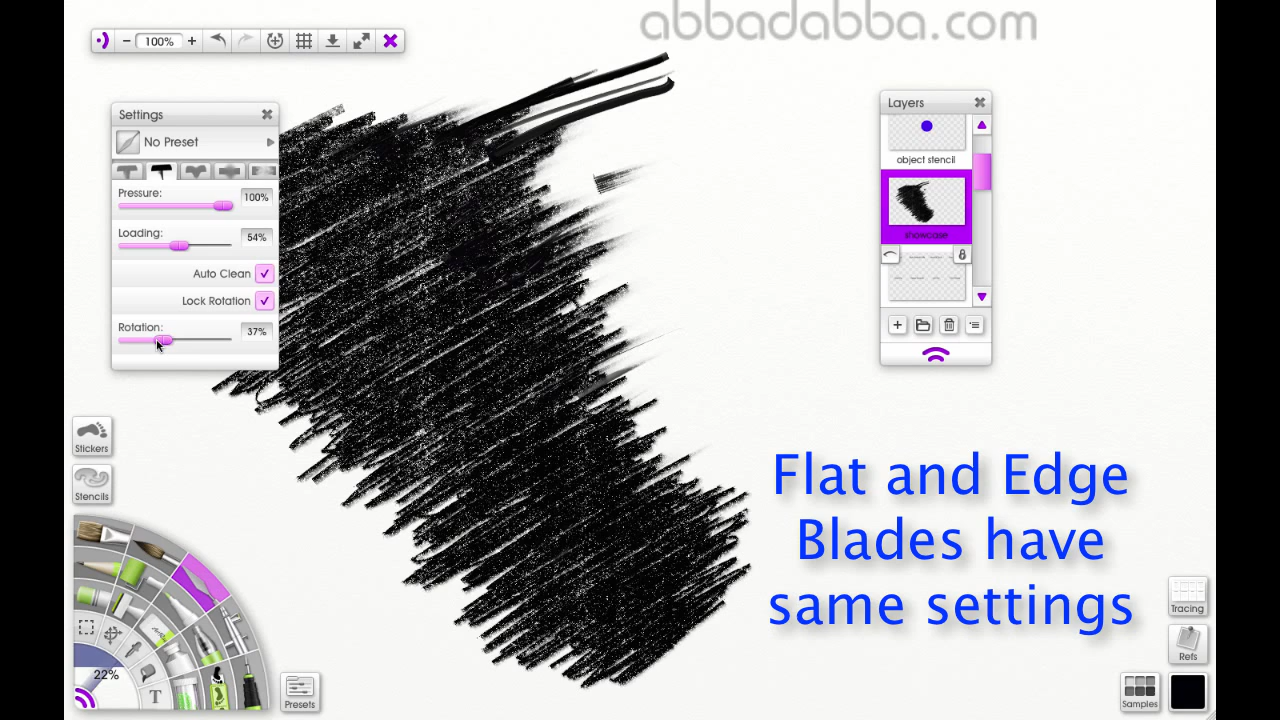 abbadabba.com
100%
Settings
No Preset
Pressure:
100%
Loading:
54%
Auto Clean
Lock Rotation
Rotation:
37%
Layers
object stencil
showcase
Stickers
Stencils
Flat and Edge
Blades have
same settings
22%
T
Presets
Tracing
Refs
Samples